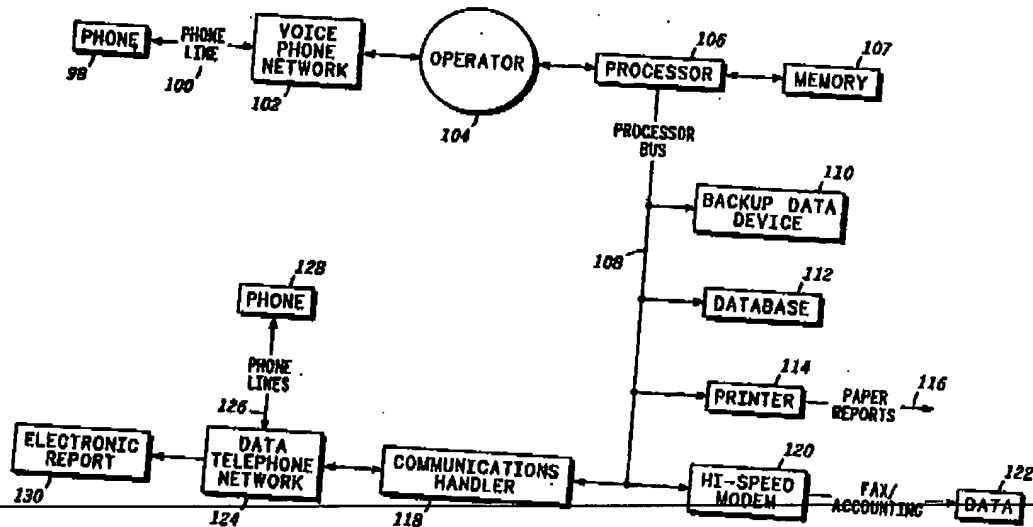 PHONE
98
PHONE
LINE
100
VOICE
PHONE
NETWORK
102
OPERATOR
104
106
PROCESSOR
107
MEMORY
PROCESSOR
BUS
108
110
BACKUP DATA
DEVICE
112
DATABASE
114
PRINTER
PAPER
REPORTS
116
128
PHONE
PHONE
LINES
126
ELECTRONIC
REPORT
130
DATA
TELEPHONE
NETWORK
124
COMMUNICATIONS
HANDLER
118
120
HI-SPEED
MODEM
FAX/
ACCOUNTING
122
DATA